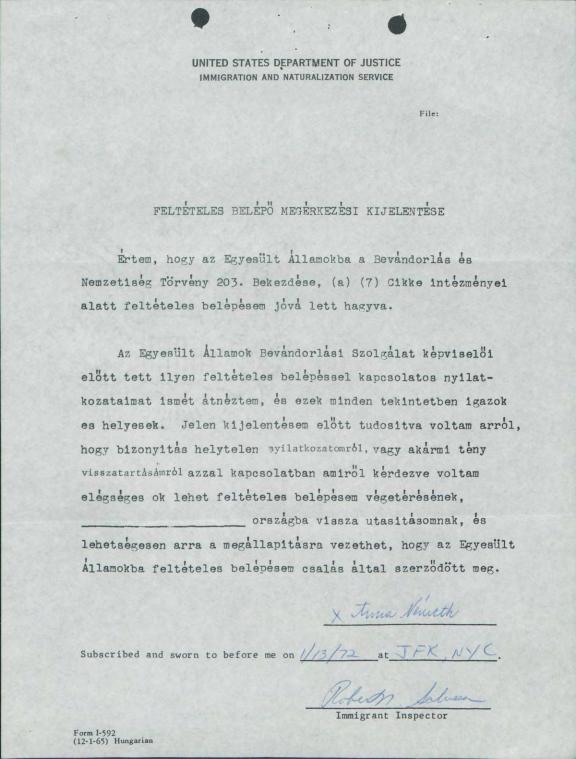 UNITED STATES DEPARTMENT OF JUSTICE
IMMIGRATION AND NATURALIZATION SERVICE
File:
FELTÉTELES BELÉPŐ MEGÉRKEZÉSI KIJELENTÉSE
Értem, hogy az Egyesült Államokba a Bevándorlás és
Nemzetiség Törvény 203. Bekezdése, (a) (7) Cikke intézményei
alatt feltételes belépésem jóvá lett hagyva.
Az Egyesült Államok Bevándorlási Szolgálat képviselői
előtt tett ilyen feltételes belépéssel kapcsolatos nyilat-
kozataimat ismét átnéztem, és ezek minden tekintetben igazok
es helyesek. Jelen kijelentésem előtt tudositva voltam arról,
hogy bizonyitás helytelen nyilatkozatomról, vagy akármi tény
visszatartásámról azzal kapcsolatban amiről kérdezve voltam
elégséges ok lehet feltételes belépésem végetérésének,
országba vissza utasitásomnak, és
lehetségesen arra a megállapitásra vezethet, hogy az Egyesült
Államokba feltételes belépésem csalás által szerződött meg.
x Anna Németh
Subscribed and sworn to before me on 1/13/72 at JFK, NYC.
Robert
Immigrant Inspector
Form I-592
(12-1-65) Hungarian